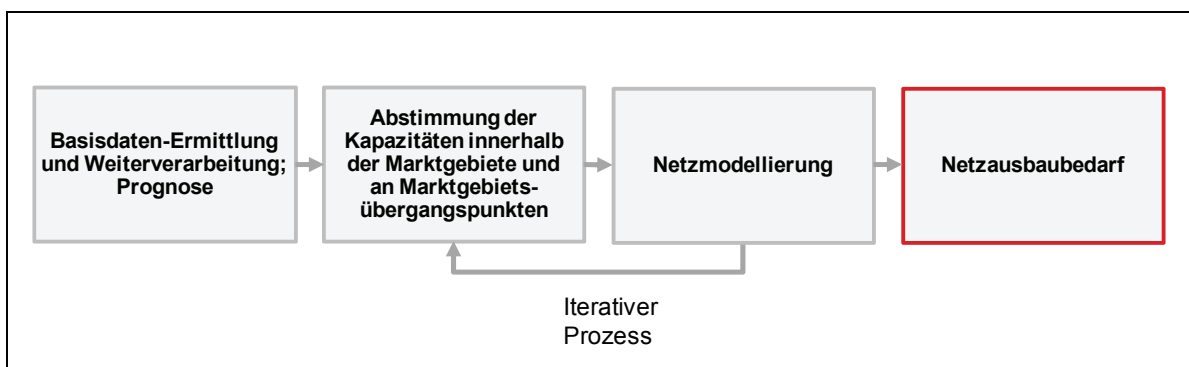 Basisdaten-Ermittlung
und Weiterverarbeitung;
Prognose
Abstimmung der
Kapazitäten innerhalb
der Marktgebiete und
an Marktgebiets-
übergangspunkten
Netzmodellierung
Netzausbaubedarf
Iterativer
Prozess